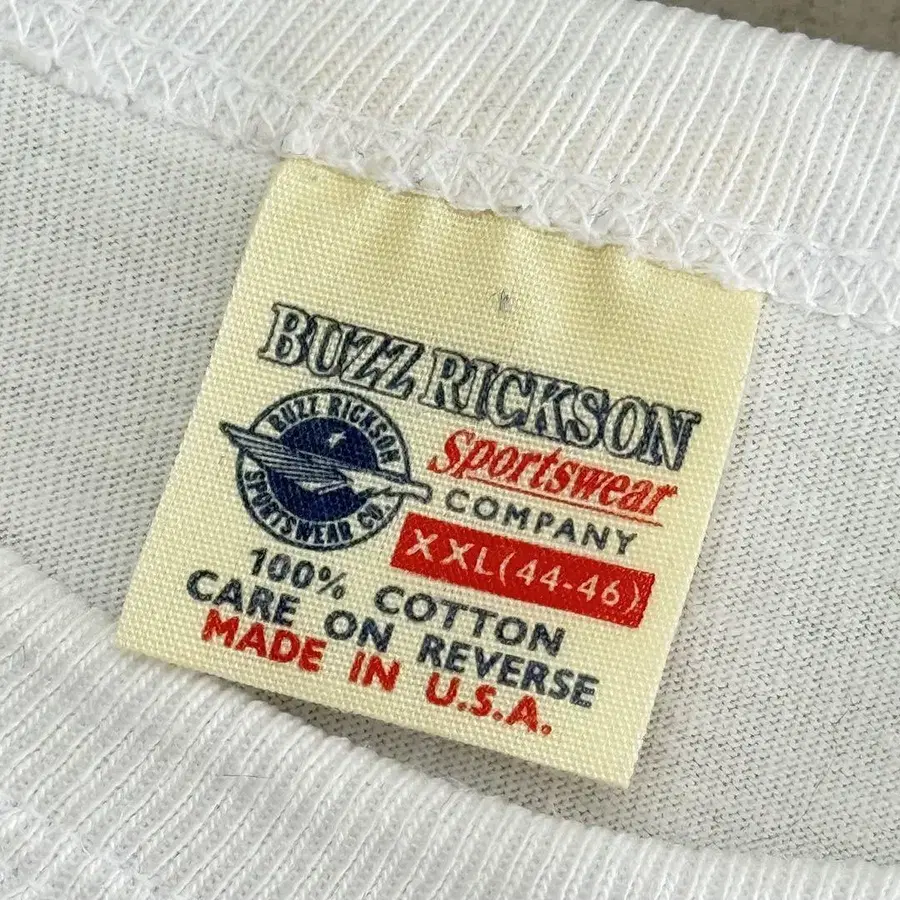 BUZZ RICKSON
Sportswear
COMPANY
BUZZ RICKSON
SPORTSWEAR CO.
XXL(44-46)
100% COTTON
CARE ON REVERSE
MADE IN U.S.A.